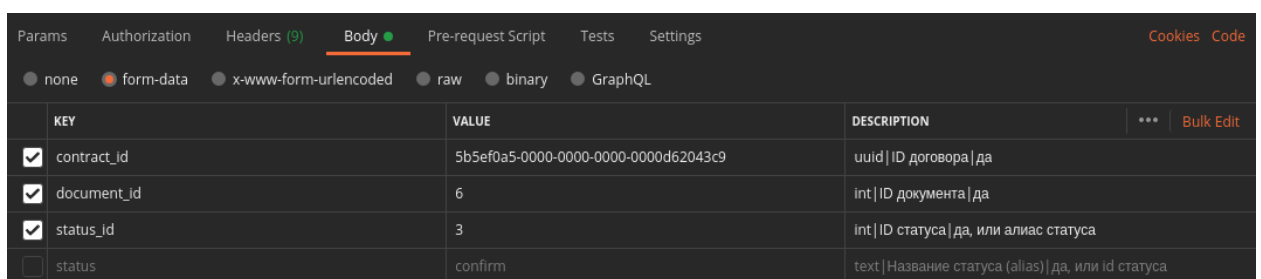 Params Authorization Headers (9) Body Pre-request Script Tests Settings Cookies Code
none form-data x-www-form-urlencoded raw binary GraphQL
KEY VALUE DESCRIPTION ••• Bulk Edit
contract_id 5b5ef0a5-0000-0000-0000-0000d62043c9 uuid|ID договора|да
document_id 6 int|ID документа|да
status_id 3 int|ID статуса|да, или алиас статуса
status confirm text|Название статуса (alias)|да, или id статуса